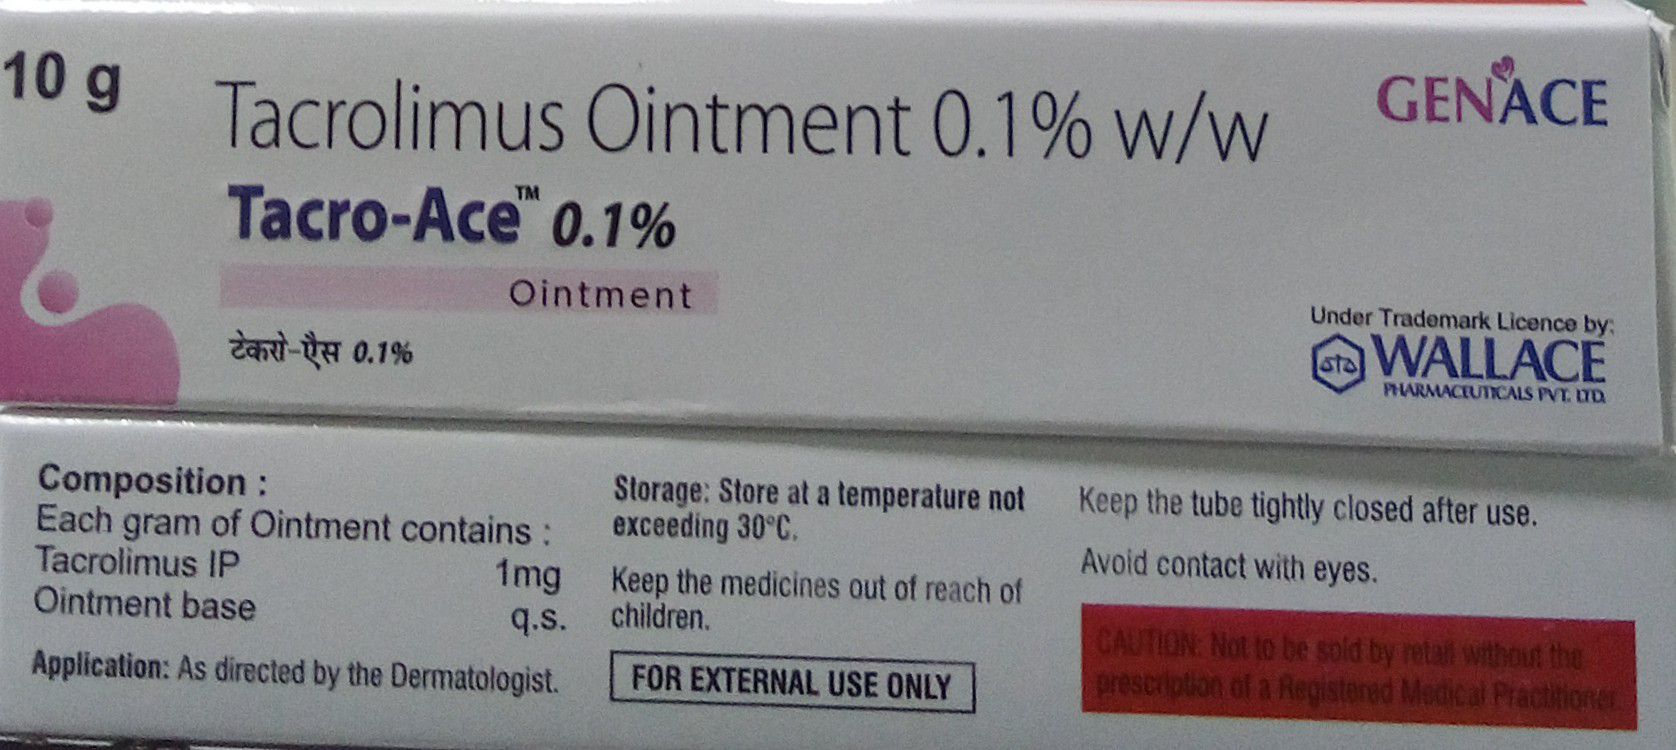 10 g
Tacrolimus Ointment 0.1% w/w
GENACE
Tacro-Ace™ 0.1%
Ointment
टेकरो-एैस 0.1%
Under Trademark Licence by:
WALLACE
PHARMACEUTICALS PVT. LTD.
Composition :
Each gram of Ointment contains :
Tacrolimus IP 1mg
Ointment base q.s.
Application: As directed by the Dermatologist.
Storage: Store at a temperature not
exceeding 30°C.
Keep the medicines out of reach of
children.
FOR EXTERNAL USE ONLY
Keep the tube tightly closed after use.
Avoid contact with eyes.
CAUTION: Not to be sold by retail without the
prescription of a Registered Medical Practitioner.